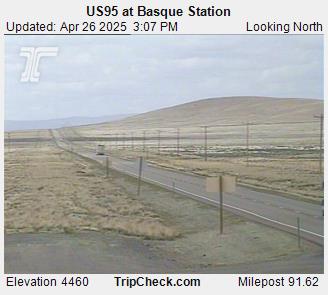 US95 at Basque Station
Updated: Apr 26 2025 3:07 PM Looking North
Elevation 4460 TripCheck.com Milepost 91.62